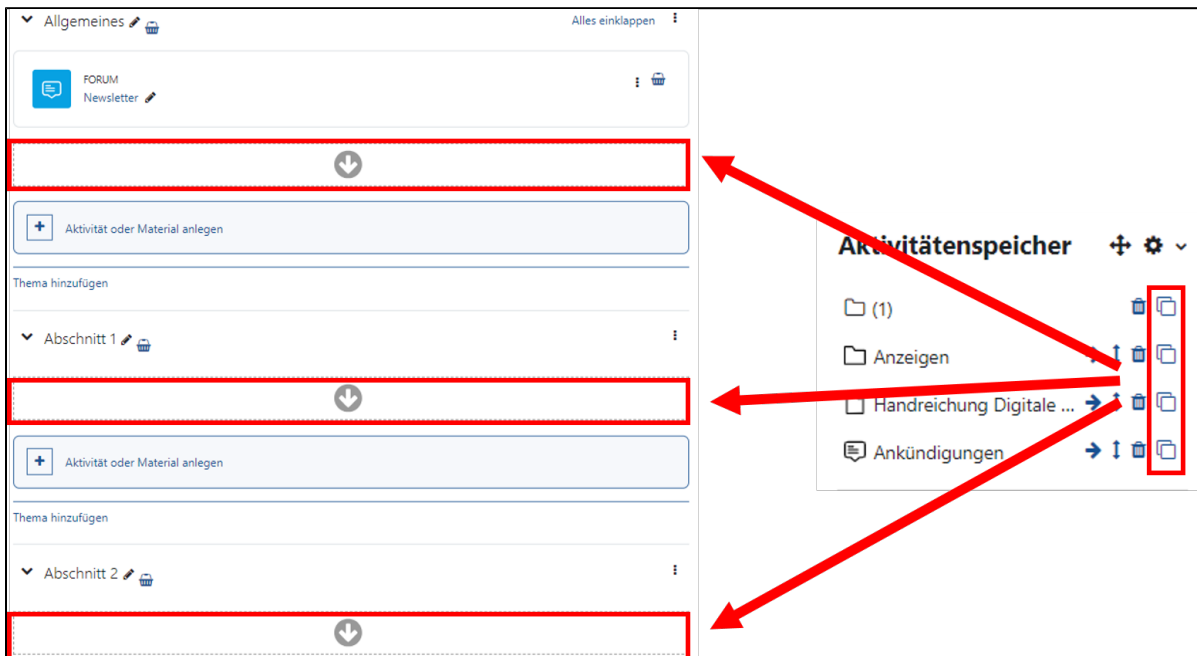 Allgemeines
Alles einklappen
FORUM
Newsletter
Aktivität oder Material anlegen
Thema hinzufügen
Abschnitt 1
Aktivität oder Material anlegen
Thema hinzufügen
Abschnitt 2
Aktivitätenspeicher
(1)
Anzeigen
Handreichung Digitale ...
Ankündigungen